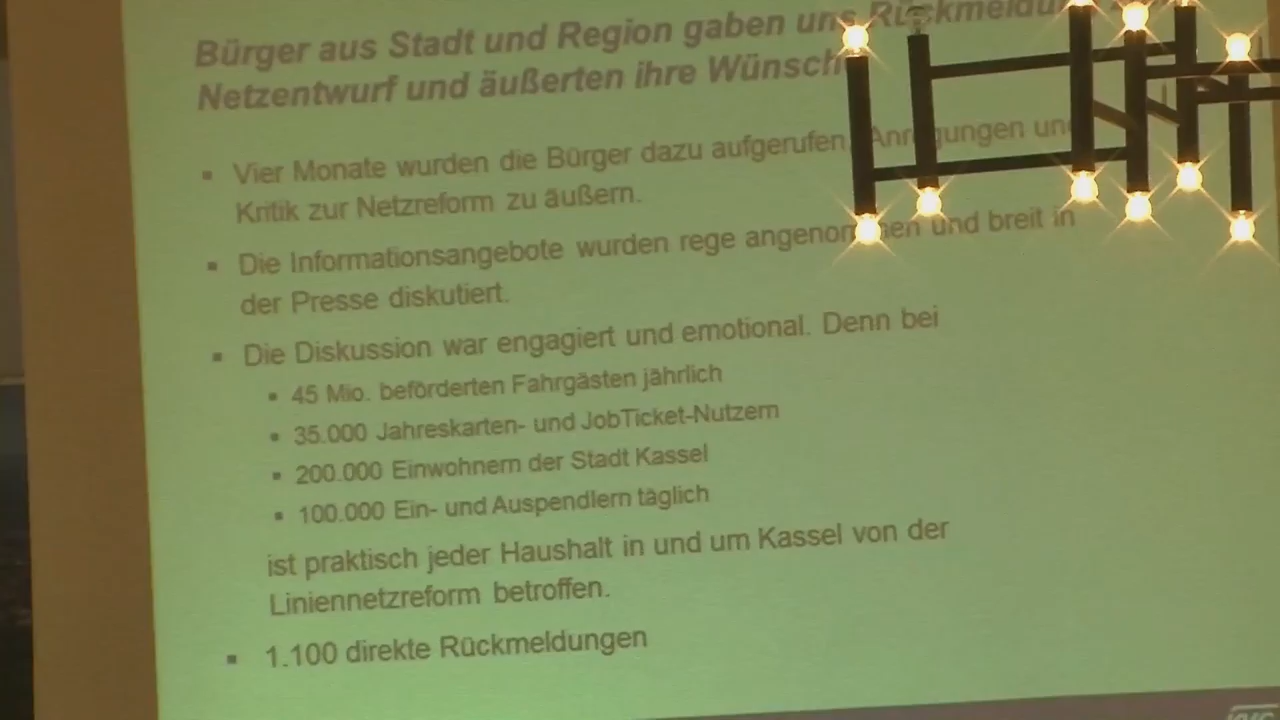 Bürger aus Stadt und Region gaben uns
Netzentwurf und äußerten ihre
▪ Vier Monate wurden die Bürger dazu aufgerufen, Anregungen und
Kritik zur Netzreform zu äußern.
▪ Die Informationsangebote wurden rege angenommen und breit in
der Presse diskutiert.
▪ Die Diskussion war engagiert und emotional. Denn bei
▪ 45 Mio. beförderten Fahrgästen jährlich
▪ 35.000 Jahreskarten- und JobTicket-Nutzern
▪ 200.000 Einwohnern der Stadt Kassel
▪ 100.000 Ein- und Auspendlern täglich
ist praktisch jeder Haushalt in und um Kassel von der
Liniennetzreform betroffen.
▪ 1.100 direkte Rückmeldungen